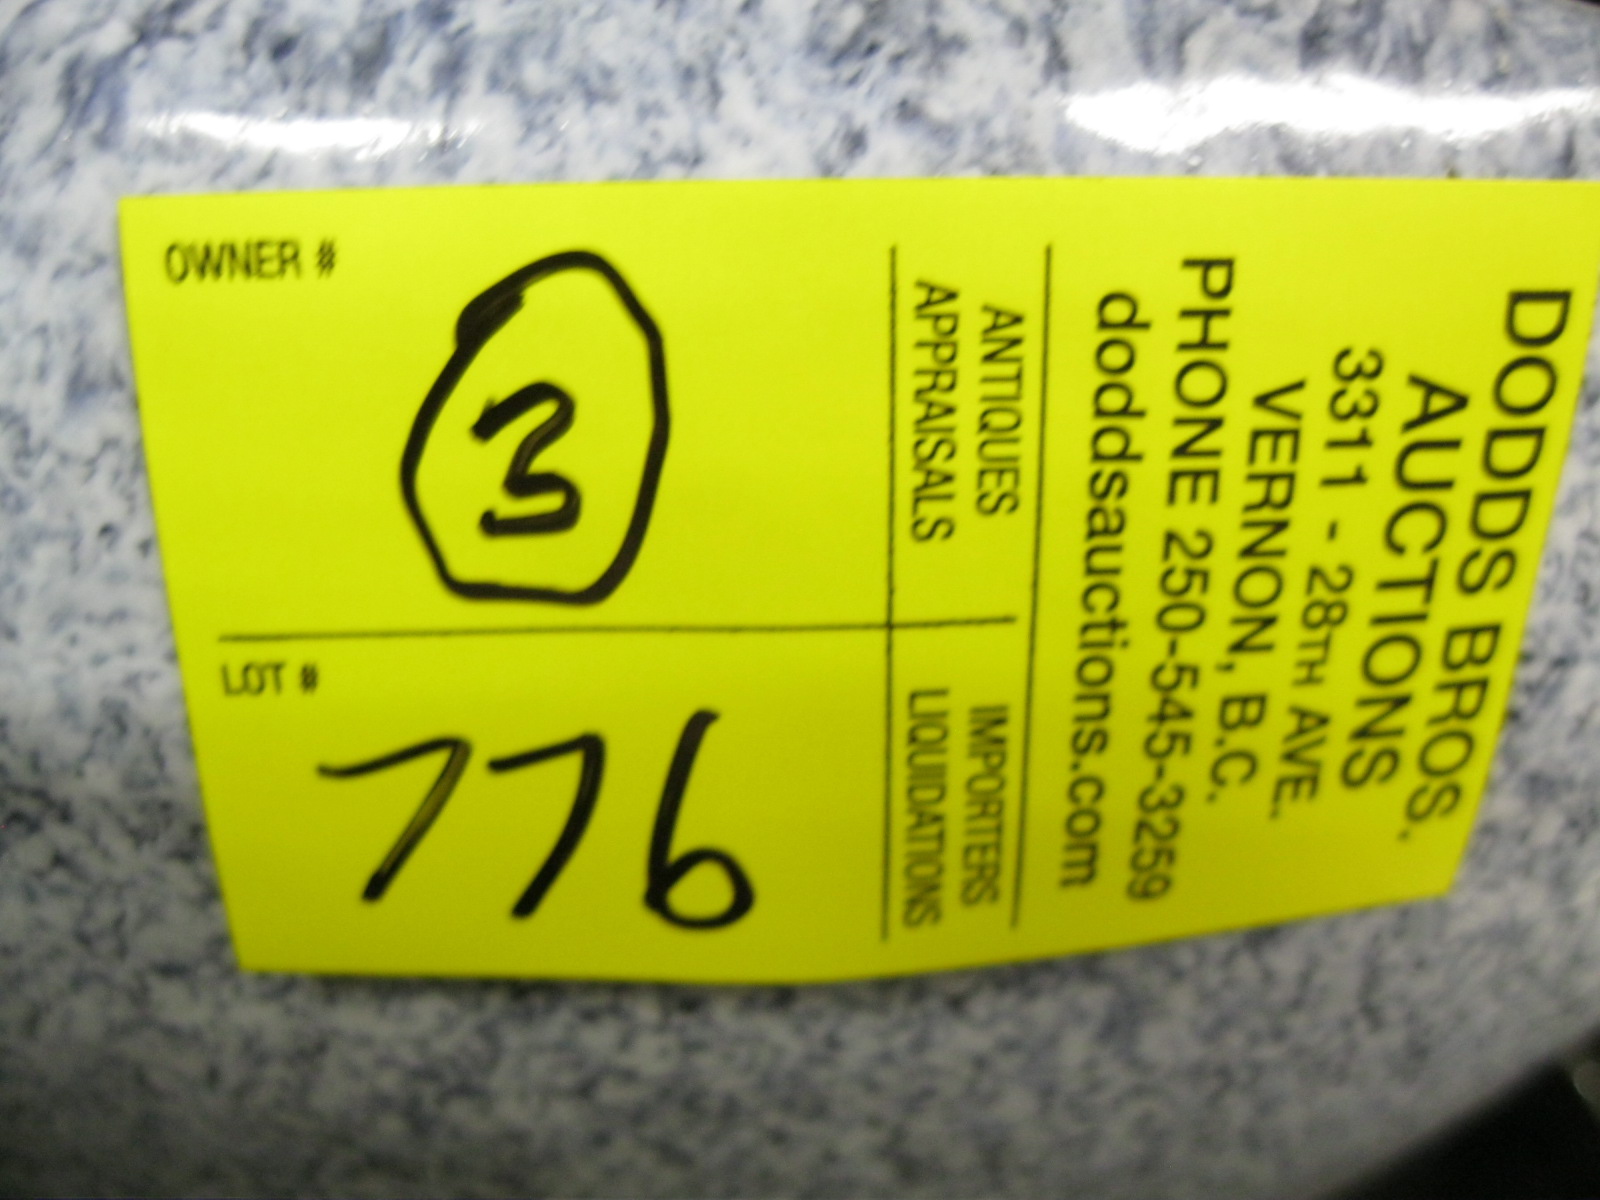 DODDS BROS.
AUCTIONS
3311 - 28TH AVE.
VERNON, B.C.
PHONE 250-545-3259
doddsauctions.com
ANTIQUES
APPRAISALS
IMPORTERS
LIQUIDATIONS
OWNER #
3
LOT #
776